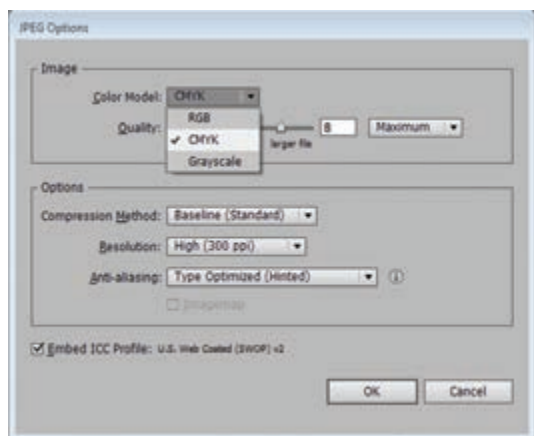 JPEG Options
Image
Color Model: CMYK
RGB
Quality: 8 Maximum
✓ CMYK
larger file
Grayscale
Options
Compression Method: Baseline (Standard)
Resolution: High (300 ppi)
Anti-aliasing: Type Optimized (Hinted)
Imagemap
Embed ICC Profile: U.S. Web Coated (SWOP) v2
OK Cancel